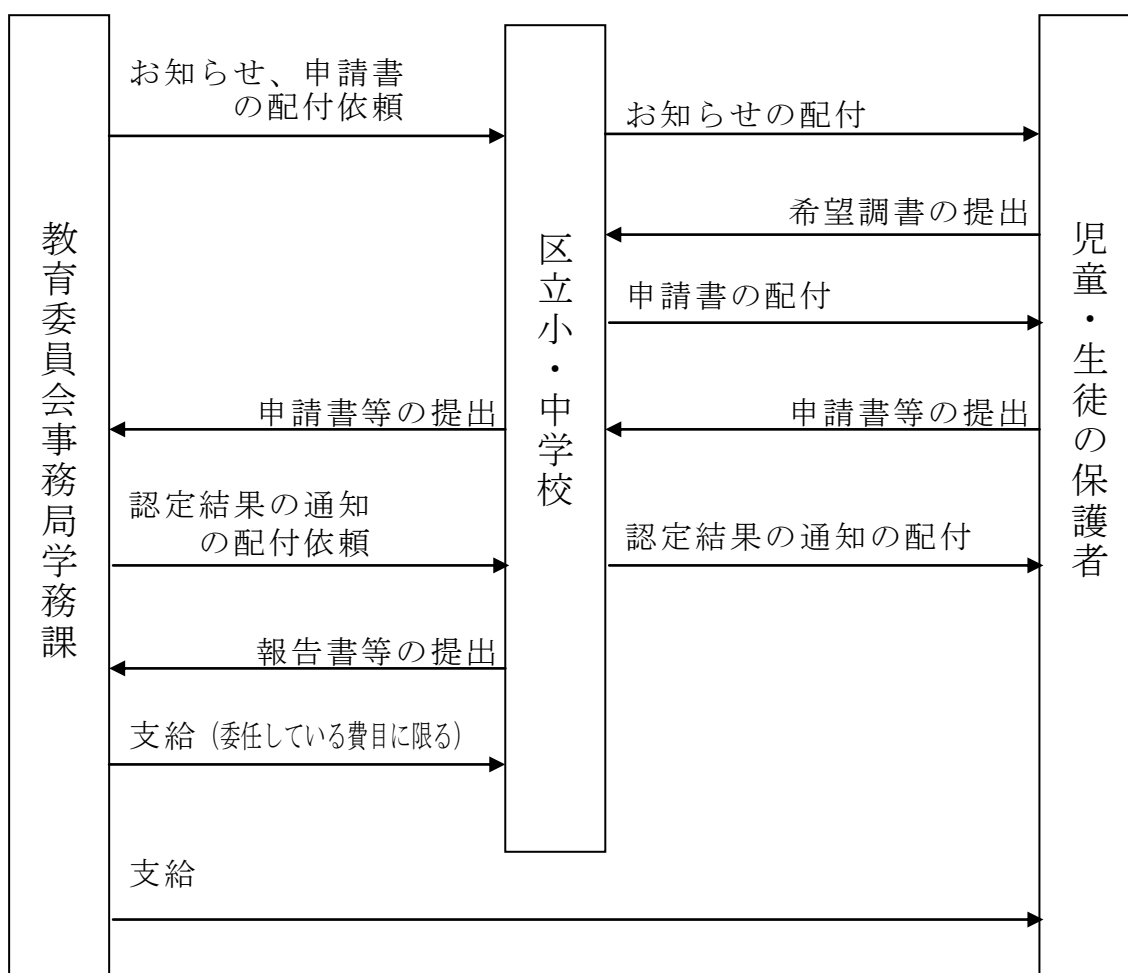 お知らせ、申請書
の配付依頼
お知らせの配付
希望調書の提出
教育委員会事務局学務課
区立小・中学校
児童・生徒の保護者
申請書の配付
申請書等の提出
申請書等の提出
認定結果の通知
の配付依頼
認定結果の通知の配付
報告書等の提出
支給（委任している費目に限る）
支給